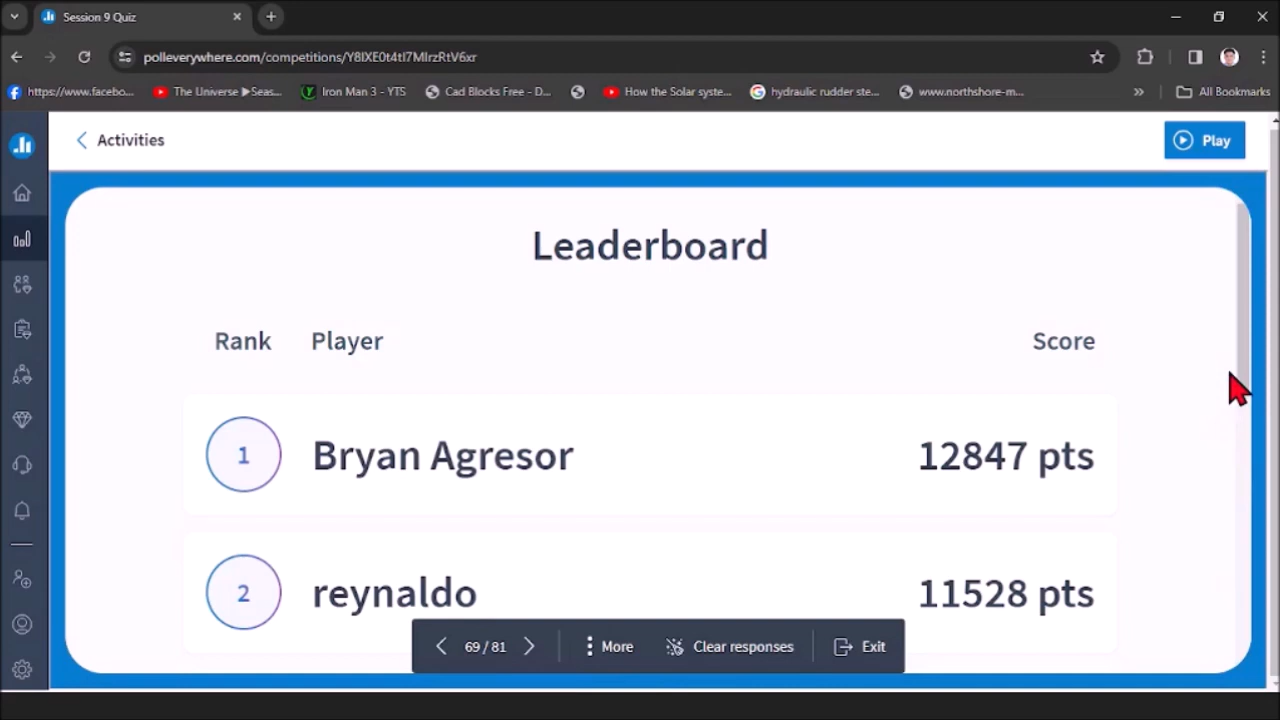 Session 9 Quiz
polleverywhere.com/competitions/Y8lXE0t4tl7MlrzRtV6xr
https://www.facebo...
The Universe ▶Seas...
Iron Man 3 - YTS
Cad Blocks Free - D...
How the Solar syste...
hydraulic rudder ste...
www.northshore-m...
All Bookmarks
Activities
Play
Leaderboard
Rank Player Score
1 Bryan Agresor 12847 pts
2 reynaldo 11528 pts
69 / 81 More Clear responses Exit